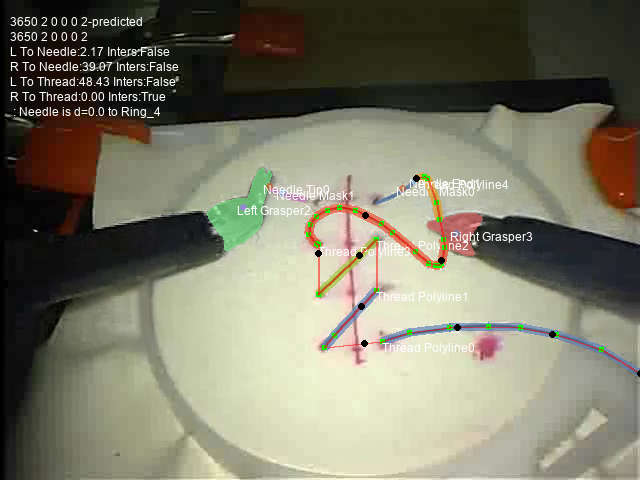 3650 2 0 0 0 2-predicted
3650 2 0 0 0 2
L To Needle:2.17 Inters:False
R To Needle:39.07 Inters:False
L To Thread:48.43 Inters:False
R To Thread:0.00 Inters:True
: Needle is d=0.0 to Ring_4
Needle Tip0
Needle Mask1
Needle Mask0
Polyline4
Left Grasper2
Right Grasper3
Thread Polyline3
Thread Polyline2
Thread Polyline1
Thread Polyline0